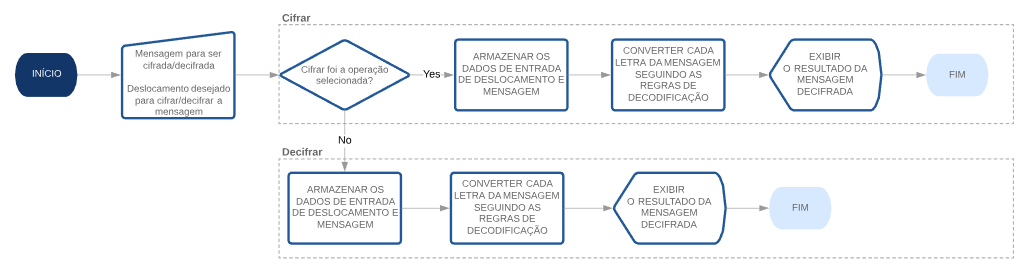 Cifrar
INÍCIO
Mensagem para ser
cifrada/decifrada
Deslocamento desejado
para cifrar/decifrar a
mensagem
Cifrar foi a operação
selecionada?
Yes
ARMAZENAR OS
DADOS DE ENTRADA
DE DESLOCAMENTO E
MENSAGEM
CONVERTER CADA
LETRA DA MENSAGEM
SEGUINDO AS
REGRAS DE
DECODIFICAÇÃO
EXIBIR
O RESULTADO DA
MENSAGEM
DECIFRADA
FIM
No
Decifrar
ARMAZENAR OS
DADOS DE ENTRADA
DE DESLOCAMENTO E
MENSAGEM
CONVERTER CADA
LETRA DA MENSAGEM
SEGUINDO AS
REGRAS DE
DECODIFICAÇÃO
EXIBIR
O RESULTADO DA
MENSAGEM
DECIFRADA
FIM